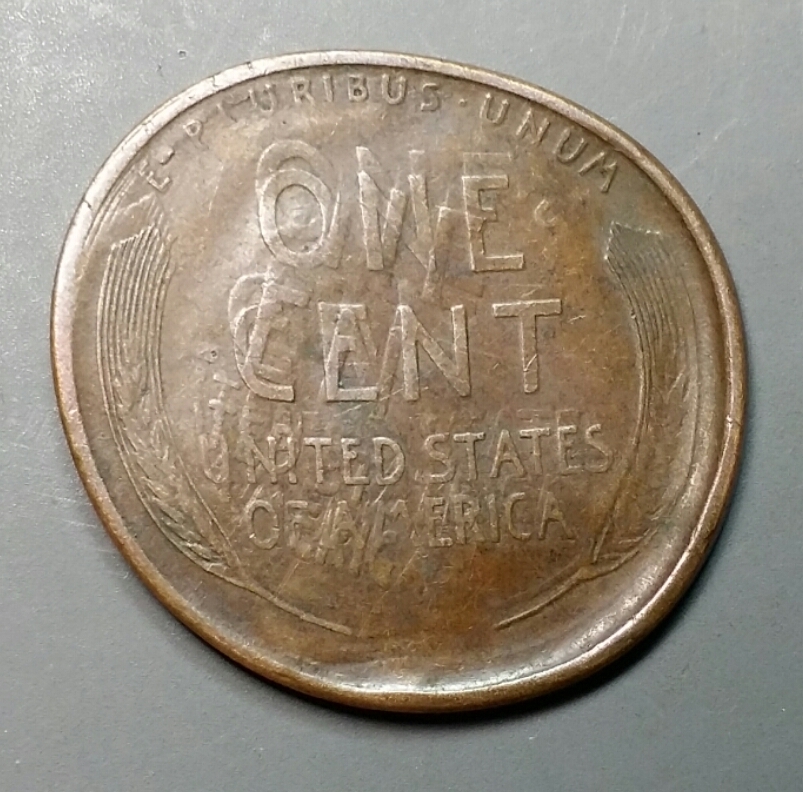 E·PLURIBUS·UNUM
ONE
CENT
UNITED STATES
OF AMERICA